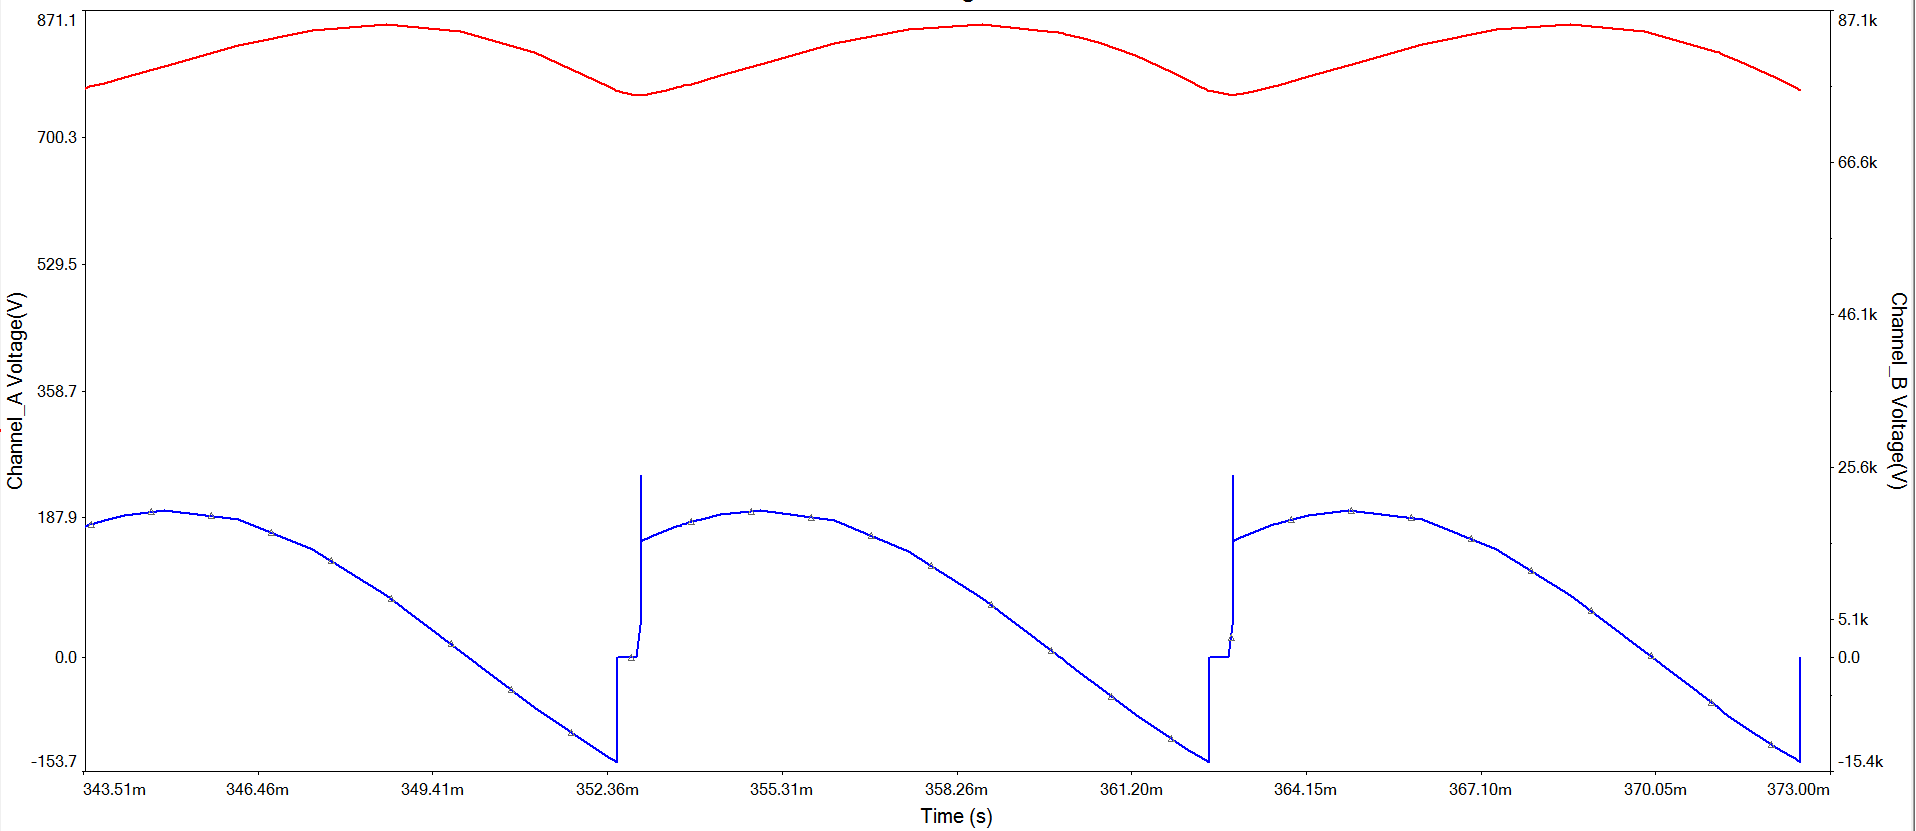 871.1
700.3
529.5
358.7
187.9
0.0
-153.7
Channel_A Voltage(V)
87.1k
66.6k
46.1k
25.6k
5.1k
0.0
-15.4k
Channel_B Voltage(V)
343.51m 346.46m 349.41m 352.36m 355.31m 358.26m 361.20m 364.15m 367.10m 370.05m 373.00m
Time (s)